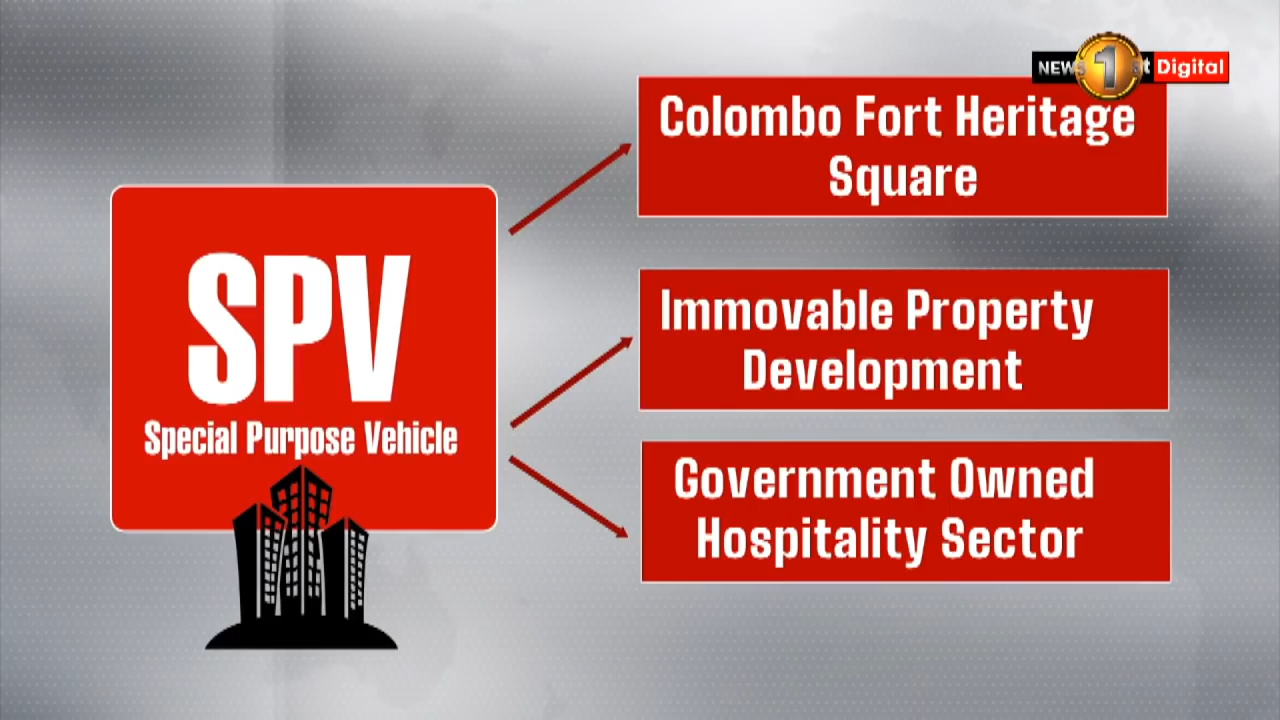 NEWS 1st Digital
Colombo Fort Heritage
Square
SPV
Special Purpose Vehicle
Immovable Property
Development
Government Owned
Hospitality Sector